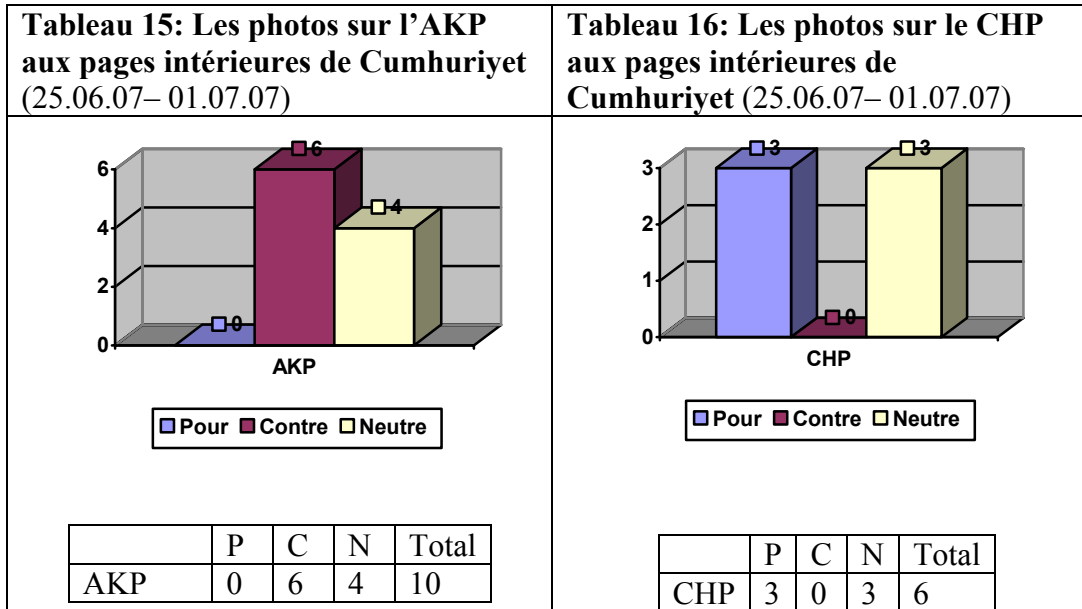 Tableau 15: Les photos sur l’AKP
aux pages intérieures de Cumhuriyet
(25.06.07– 01.07.07)
6
4
2
0
0
6
4
AKP
Pour Contre Neutre
P C N Total
AKP 0 6 4 10
Tableau 16: Les photos sur le CHP
aux pages intérieures de
Cumhuriyet (25.06.07– 01.07.07)
3
2
1
0
3
0
3
CHP
Pour Contre Neutre
P C N Total
CHP 3 0 3 6